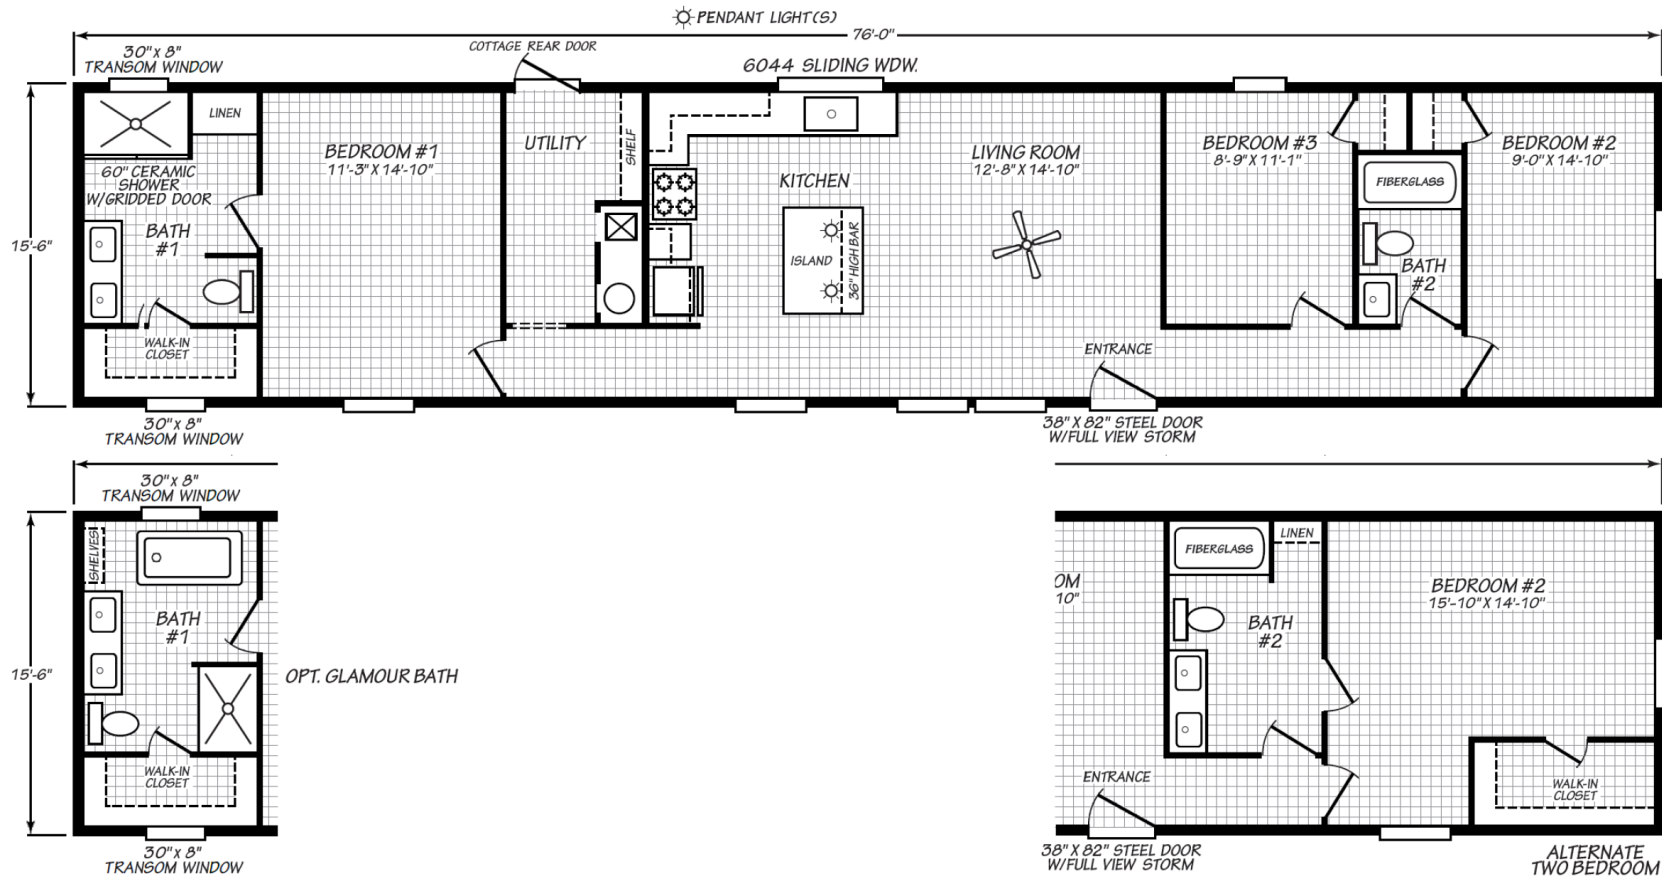 PENDANT LIGHT(S)
76'-0"
30" x 8"
TRANSOM WINDOW
COTTAGE REAR DOOR
6044 SLIDING WDW.
LINEN
UTILITY
SHELF
BEDROOM #1
11'-3" X 14'-10"
60" CERAMIC
SHOWER
W/GRIDDED DOOR
KITCHEN
LIVING ROOM
12'-8" X 14'-10"
BEDROOM #3
8'-9" X 11'-1"
BEDROOM #2
9'-0" X 14'-10"
FIBERGLASS
15'-6"
BATH
#1
ISLAND
36" HIGH BAR
BATH
#2
WALK-IN
CLOSET
ENTRANCE
30" x 8"
TRANSOM WINDOW
38" X 82" STEEL DOOR
W/FULL VIEW STORM
30" x 8"
TRANSOM WINDOW
SHELVES
BATH
#1
15'-6"
OPT. GLAMOUR BATH
WALK-IN
CLOSET
30" x 8"
TRANSOM WINDOW
FIBERGLASS
LINEN
OM
10"
BEDROOM #2
15'-10" X 14'-10"
BATH
#2
ENTRANCE
WALK-IN
CLOSET
38" X 82" STEEL DOOR
W/FULL VIEW STORM
ALTERNATE
TWO BEDROOM